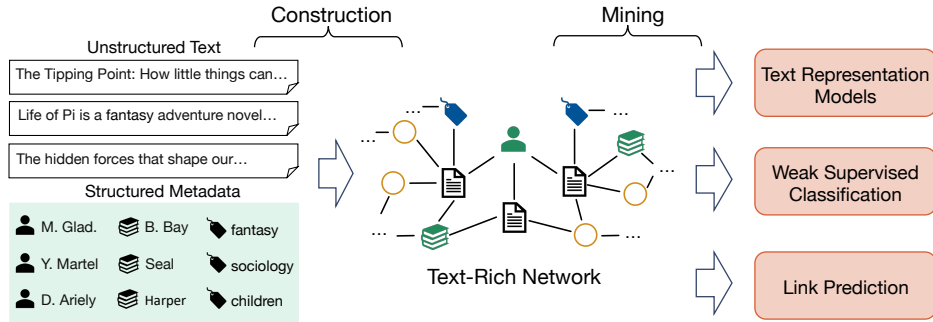 Construction
Mining
Unstructured Text
The Tipping Point: How little things can…
Life of Pi is a fantasy adventure novel…
The hidden forces that shape our…
Structured Metadata
M. Glad.
B. Bay
fantasy
Y. Martel
Seal
sociology
D. Ariely
Harper
children
...
...
...
...
...
...
Text-Rich Network
Text Representation
Models
Weak Supervised
Classification
Link Prediction